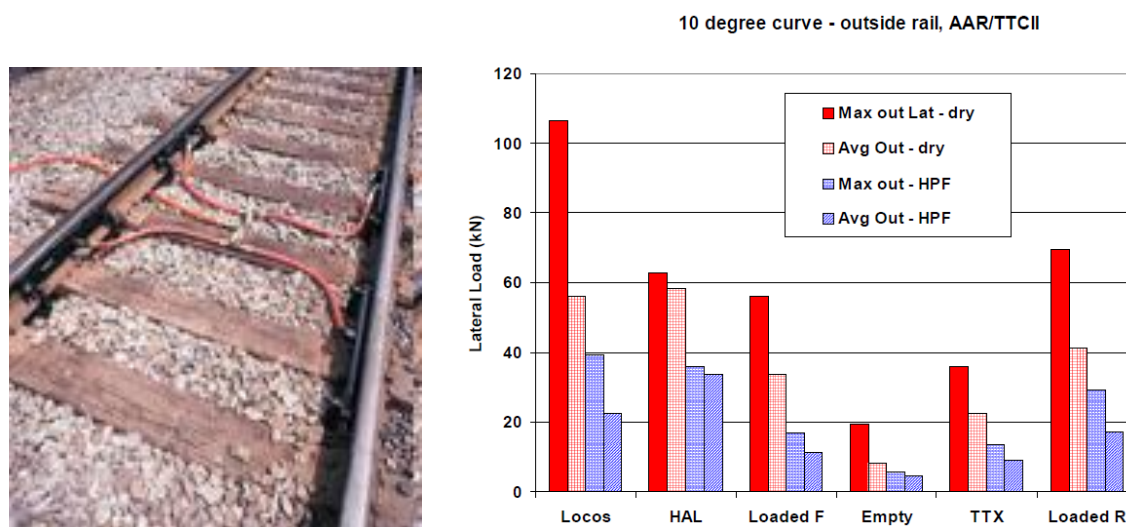 10 degree curve - outside rail, AAR/TTCII
120
100
80
60
40
20
0
Lateral Load (kN)
Max out Lat - dry
Avg Out - dry
Max out - HPF
Avg Out - HPF
Locos HAL Loaded F Empty TTX Loaded R